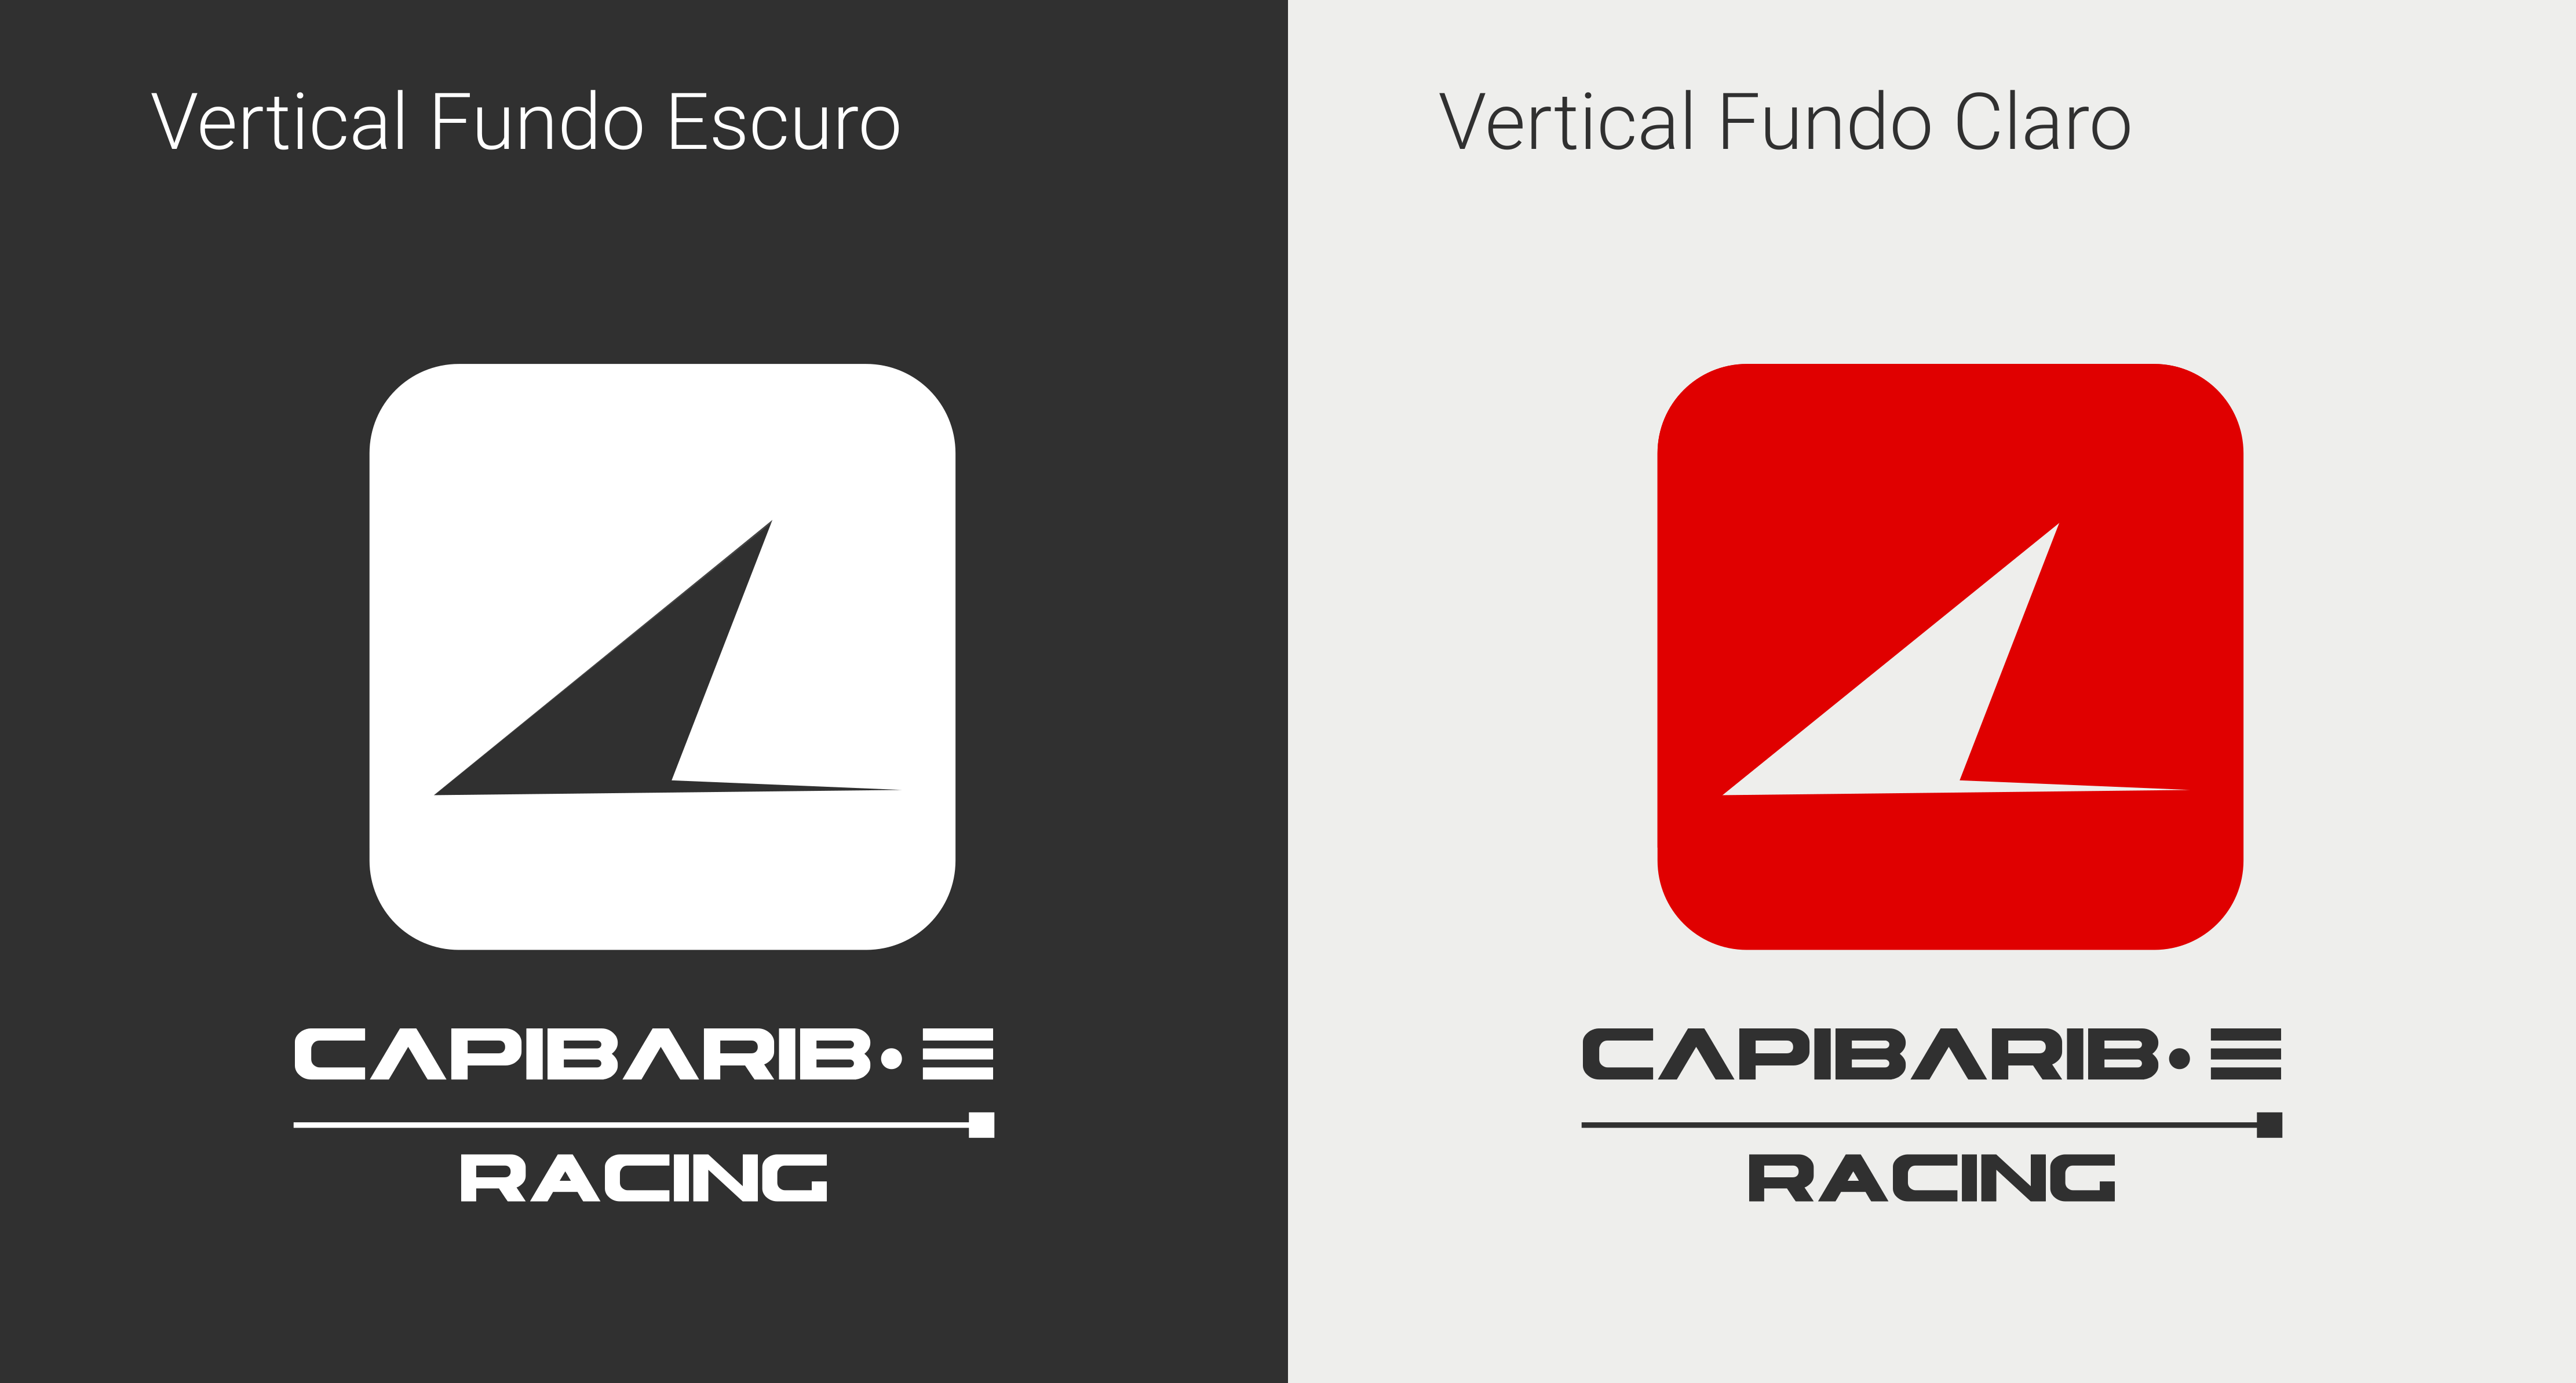 Vertical Fundo Escuro
CAPIBARIB•E
RACING
Vertical Fundo Claro
CAPIBARIB•E
RACING